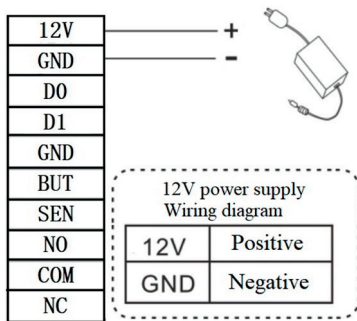 12V
+
GND
-
D0
D1
GND
BUT
SEN
NO
COM
NC
12V power supply
Wiring diagram
12V Positive
GND Negative